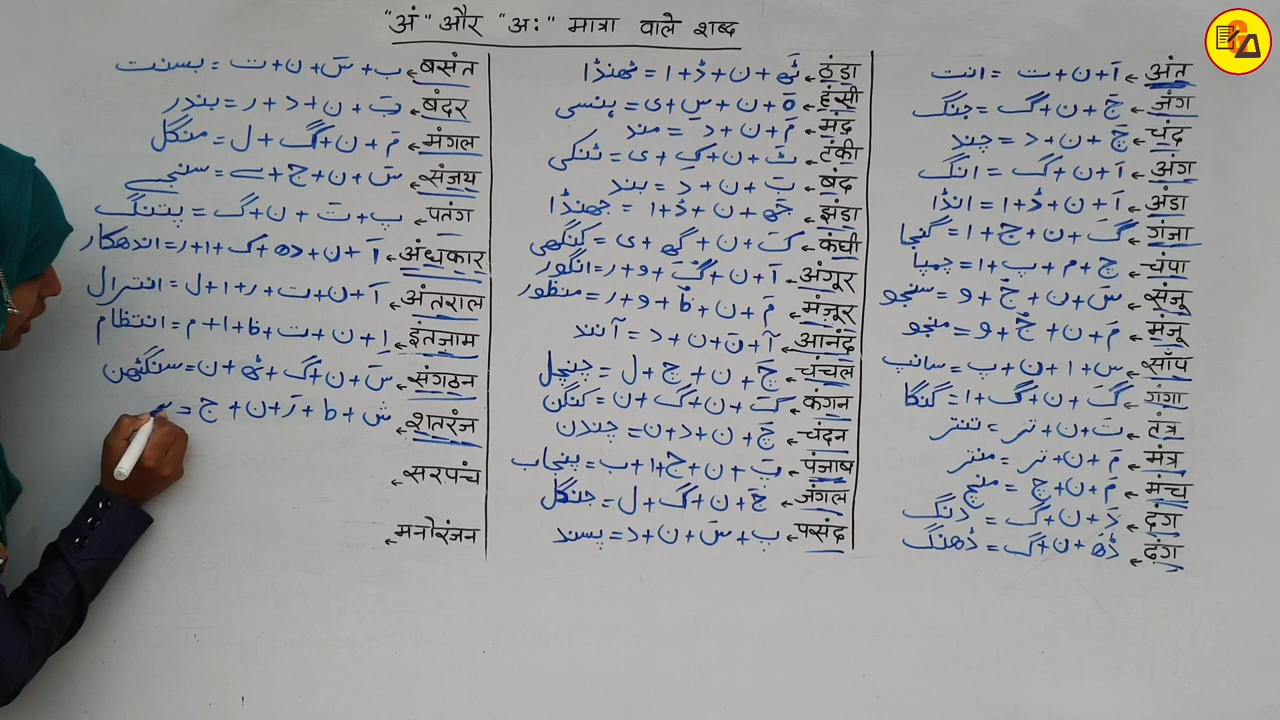 "अं" और "अः" मात्रा वाले शब्द
अंत ← اَ+ن+ت = انت
जंग ← جَ+ن+گ = جنگ
चंद ← چَ+ن+د = چند
अंग ← اَ+ن+گ = انگ
अंडा ← اَ+ن+ڈ+ا = انڈا
गंजा ← گَ+ن+ج+ا = گنجا
चंपा ← چَ+م+پ+ا = چمپا
संजू ← سَ+ن+جُ+و = سنجو
मंजू ← مَ+ن+جُ+و = منجو
साँप ← س+ا+ن+پ = سانپ
गंगा ← گَ+ن+گ+ا = گنگا
तंत्र ← تَ+ن+تر = تنتر
मंत्र ← مَ+ن+تر = منتر
मंच ← مَ+ن+چ = منچ
दंग ← دَ+ن+گ = دنگ
ढंग ← ڈھَ+ن+گ = ڈھنگ
ठंडा ← ٹھَ+ن+ڈ+ا = ٹھنڈا
हंसी ← ہَ+ن+سِ+ی = ہنسی
मंद ← مَ+ن+د = مند
टंकी ← ٹَ+ن+کِ+ی = ٹنکی
बंद ← بَ+ن+د = بند
झंडा ← جھَ+ن+ڈ+ا = جھنڈا
कंघी ← کَ+ن+گھ+ی = کنگھی
अंगूर ← اَ+ن+گُ+و+ر = انگور
मंज़ूर ← مَ+ن+ظُ+و+ر = منظور
आनंद ← آ+نَ+ن+د = آنند
चंचल ← چَ+ن+چ+ل = چنچل
कंगन ← کَ+ن+گ+ن = کنگن
चंदन ← چَ+ن+د+ن = چندن
पंजाब ← پَ+ن+ج+ا+ب = پنجاب
जंगल ← جَ+ن+گ+ل = جنگل
पसंद ← پ+سَ+ن+د = پسند
बसंत ← ب+سَ+ن+ت = بسنت
बंदर ← بَ+ن+د+ر = بندر
मंगल ← مَ+ن+گ+ل = منگل
संजय ← سَ+ن+ج+ے = سنجے
पतंग ← پ+تَ+ن+گ = پتنگ
अंधकार ← اَ+ن+دھ+ک+ا+ر = اندھکار
अंतराल ← اَ+ن+ت+ر+ا+ل = انترال
इंतज़ाम ← اِ+ن+ت+ظ+ا+م = انتظام
संगठन ← سَ+ن+گ+ٹھ+ن = سنگٹھن
शतरंज ← ش+ط+رَ+ن+ج =
सरपंच ←
मनोरंजन ←